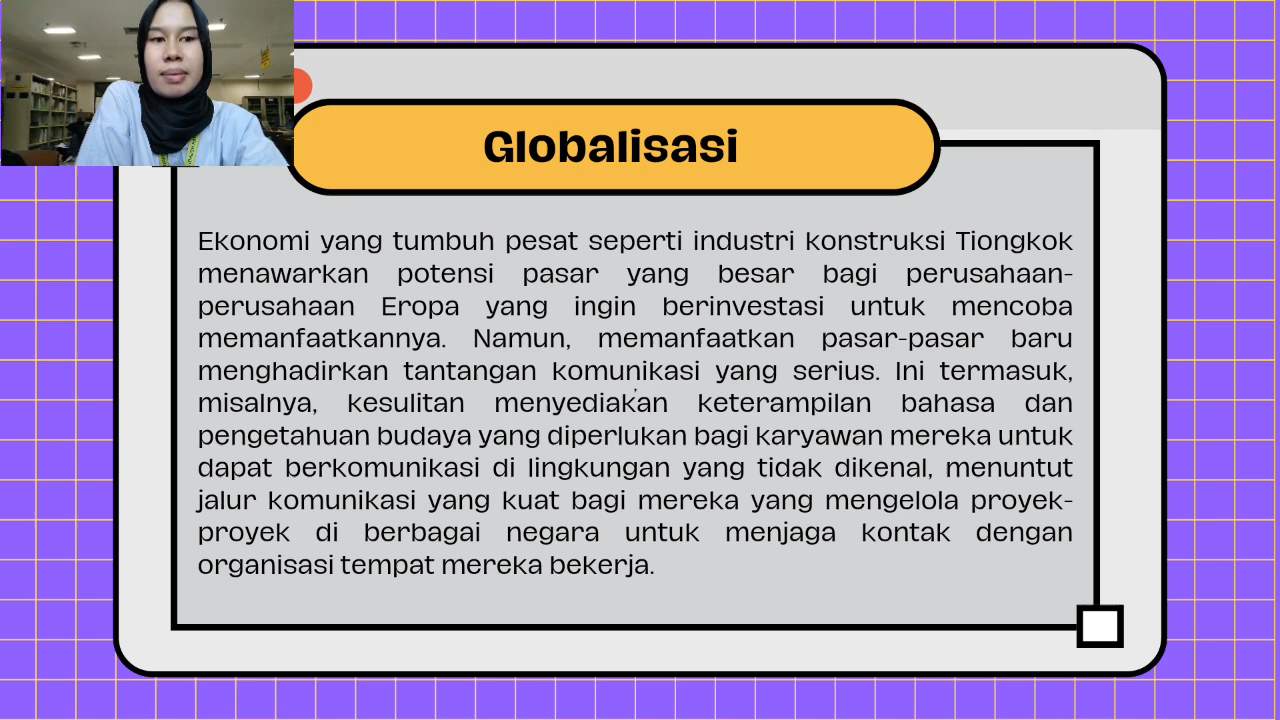 Globalisasi
Ekonomi yang tumbuh pesat seperti industri konstruksi Tiongkok
menawarkan potensi pasar yang besar bagi perusahaan-
perusahaan Eropa yang ingin berinvestasi untuk mencoba
memanfaatkannya. Namun, memanfaatkan pasar-pasar baru
menghadirkan tantangan komunikasi yang serius. Ini termasuk,
misalnya, kesulitan menyediakan keterampilan bahasa dan
pengetahuan budaya yang diperlukan bagi karyawan mereka untuk
dapat berkomunikasi di lingkungan yang tidak dikenal, menuntut
jalur komunikasi yang kuat bagi mereka yang mengelola proyek-
proyek di berbagai negara untuk menjaga kontak dengan
organisasi tempat mereka bekerja.